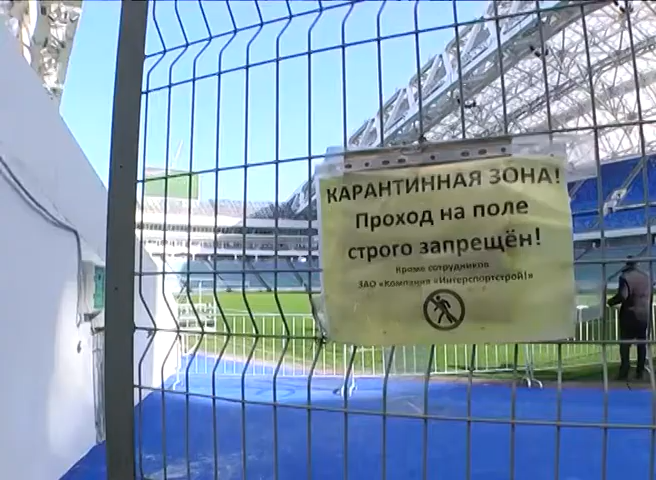 КАРАНТИННАЯ ЗОНА!
Проход на поле
строго запрещён!
Кроме сотрудников
ЗАО «Компания «Интерспортстрой!»